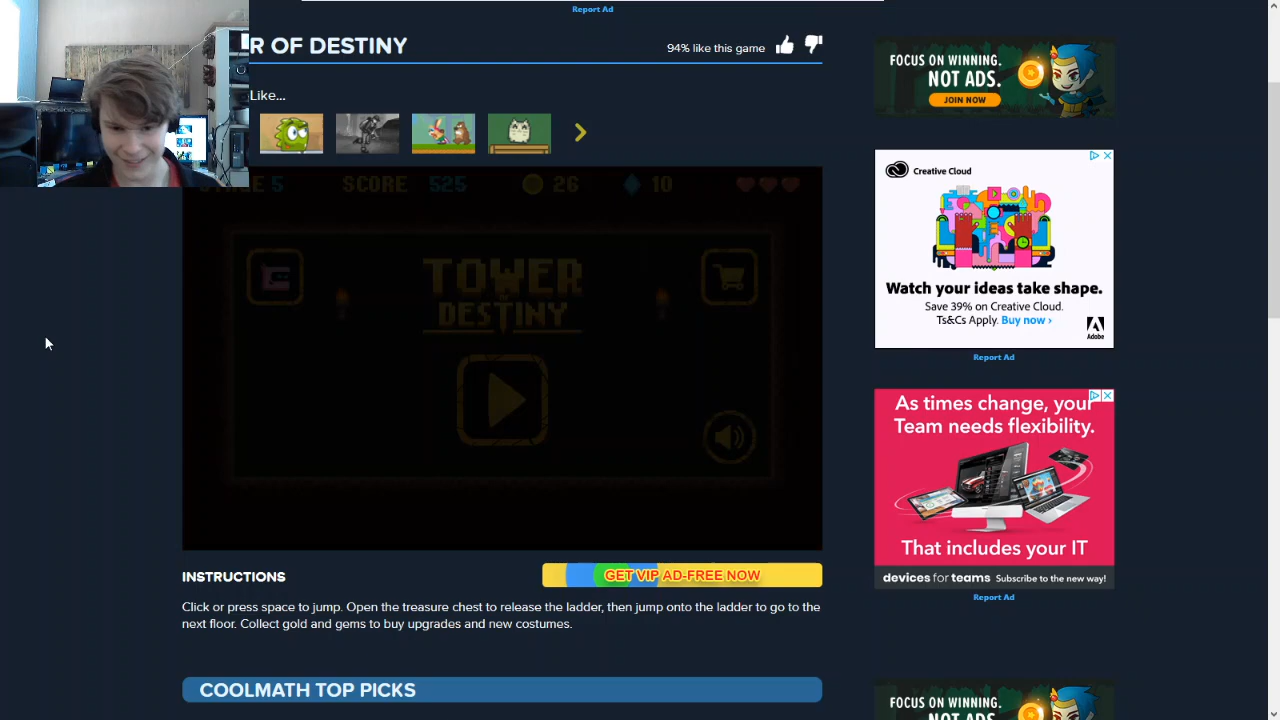 Report Ad
R OF DESTINY
94% like this game
Like...
STAGE 5 SCORE 525 26 10
TOWER
OF
DESTINY
INSTRUCTIONS
GET VIP AD-FREE NOW
Click or press space to jump. Open the treasure chest to release the ladder, then jump onto the ladder to go to the
next floor. Collect gold and gems to buy upgrades and new costumes.
COOLMATH TOP PICKS
FOCUS ON WINNING.
NOT ADS.
JOIN NOW
Creative Cloud
Watch your ideas take shape.
Save 39% on Creative Cloud.
Ts&Cs Apply. Buy now ›
Adobe
Report Ad
As times change, your
Team needs flexibility.
That includes your IT
devices for teams Subscribe to the new way!
Report Ad
FOCUS ON WINNING.
NOT ADS.